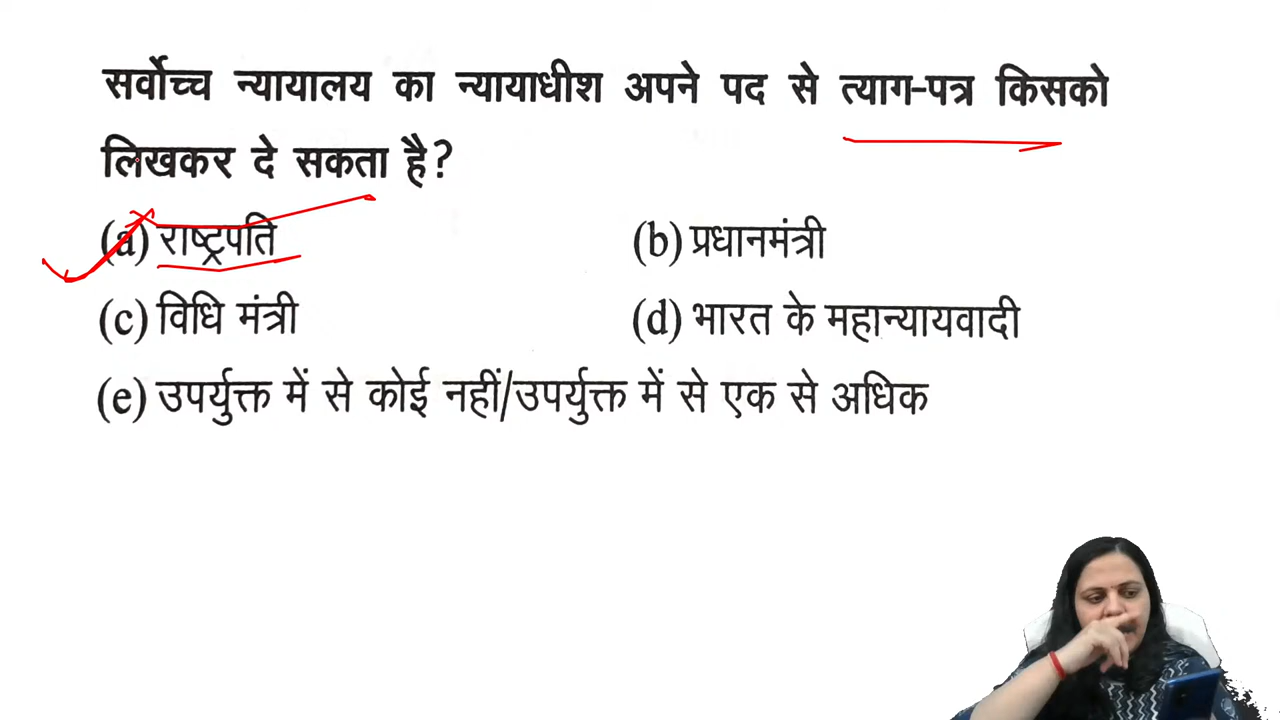 सर्वोच्च न्यायालय का न्यायाधीश अपने पद से त्याग-पत्र किसको
लिखकर दे सकता है?
(a) राष्ट्रपति
(b) प्रधानमंत्री
(c) विधि मंत्री
(d) भारत के महान्यायवादी
(e) उपर्युक्त में से कोई नहीं/उपर्युक्त में से एक से अधिक